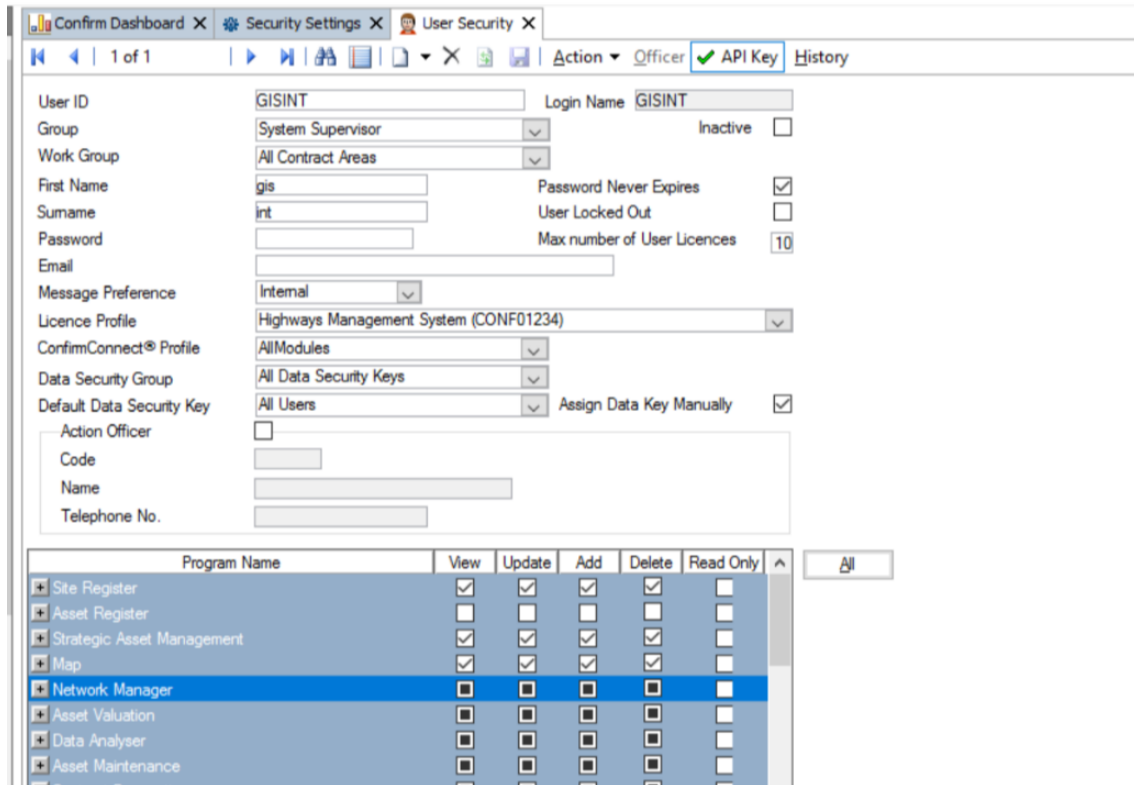 Confirm Dashboard X Security Settings X User Security X
1 of 1 Action Officer API Key History
User ID GISINT Login Name GISINT
Group System Supervisor Inactive
Work Group All Contract Areas
First Name gis Password Never Expires
Surname int User Locked Out
Password Max number of User Licences 10
Email
Message Preference Internal
Licence Profile Highways Management System (CONF01234)
ConfirmConnect® Profile AllModules
Data Security Group All Data Security Keys
Default Data Security Key All Users Assign Data Key Manually
Action Officer
Code
Name
Telephone No.
Program Name View Update Add Delete Read Only All
Site Register
Asset Register
Strategic Asset Management
Map
Network Manager
Asset Valuation
Data Analyser
Asset Maintenance